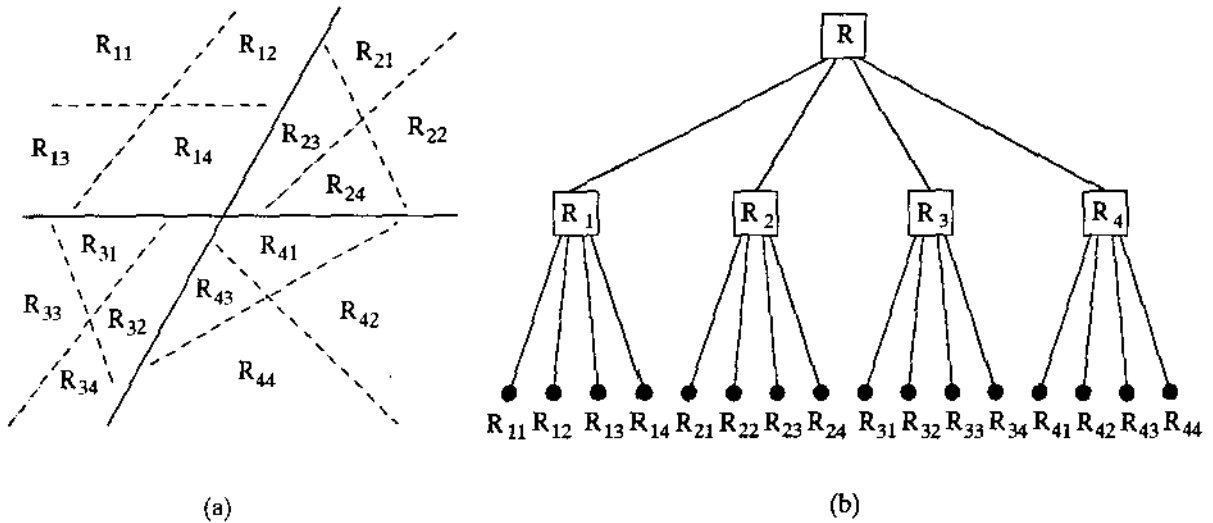 R₁₁
R₁₂
R₂₁
R₁₃
R₁₄
R₂₃
R₂₂
R₂₄
R₃₁
R₄₁
R₃₃
R₃₂
R₄₃
R₄₂
R₃₄
R₄₄
(a)
R
R₁ R₂ R₃ R₄
R₁₁ R₁₂ R₁₃ R₁₄ R₂₁ R₂₂ R₂₃ R₂₄ R₃₁ R₃₂ R₃₃ R₃₄ R₄₁ R₄₂ R₄₃ R₄₄
(b)